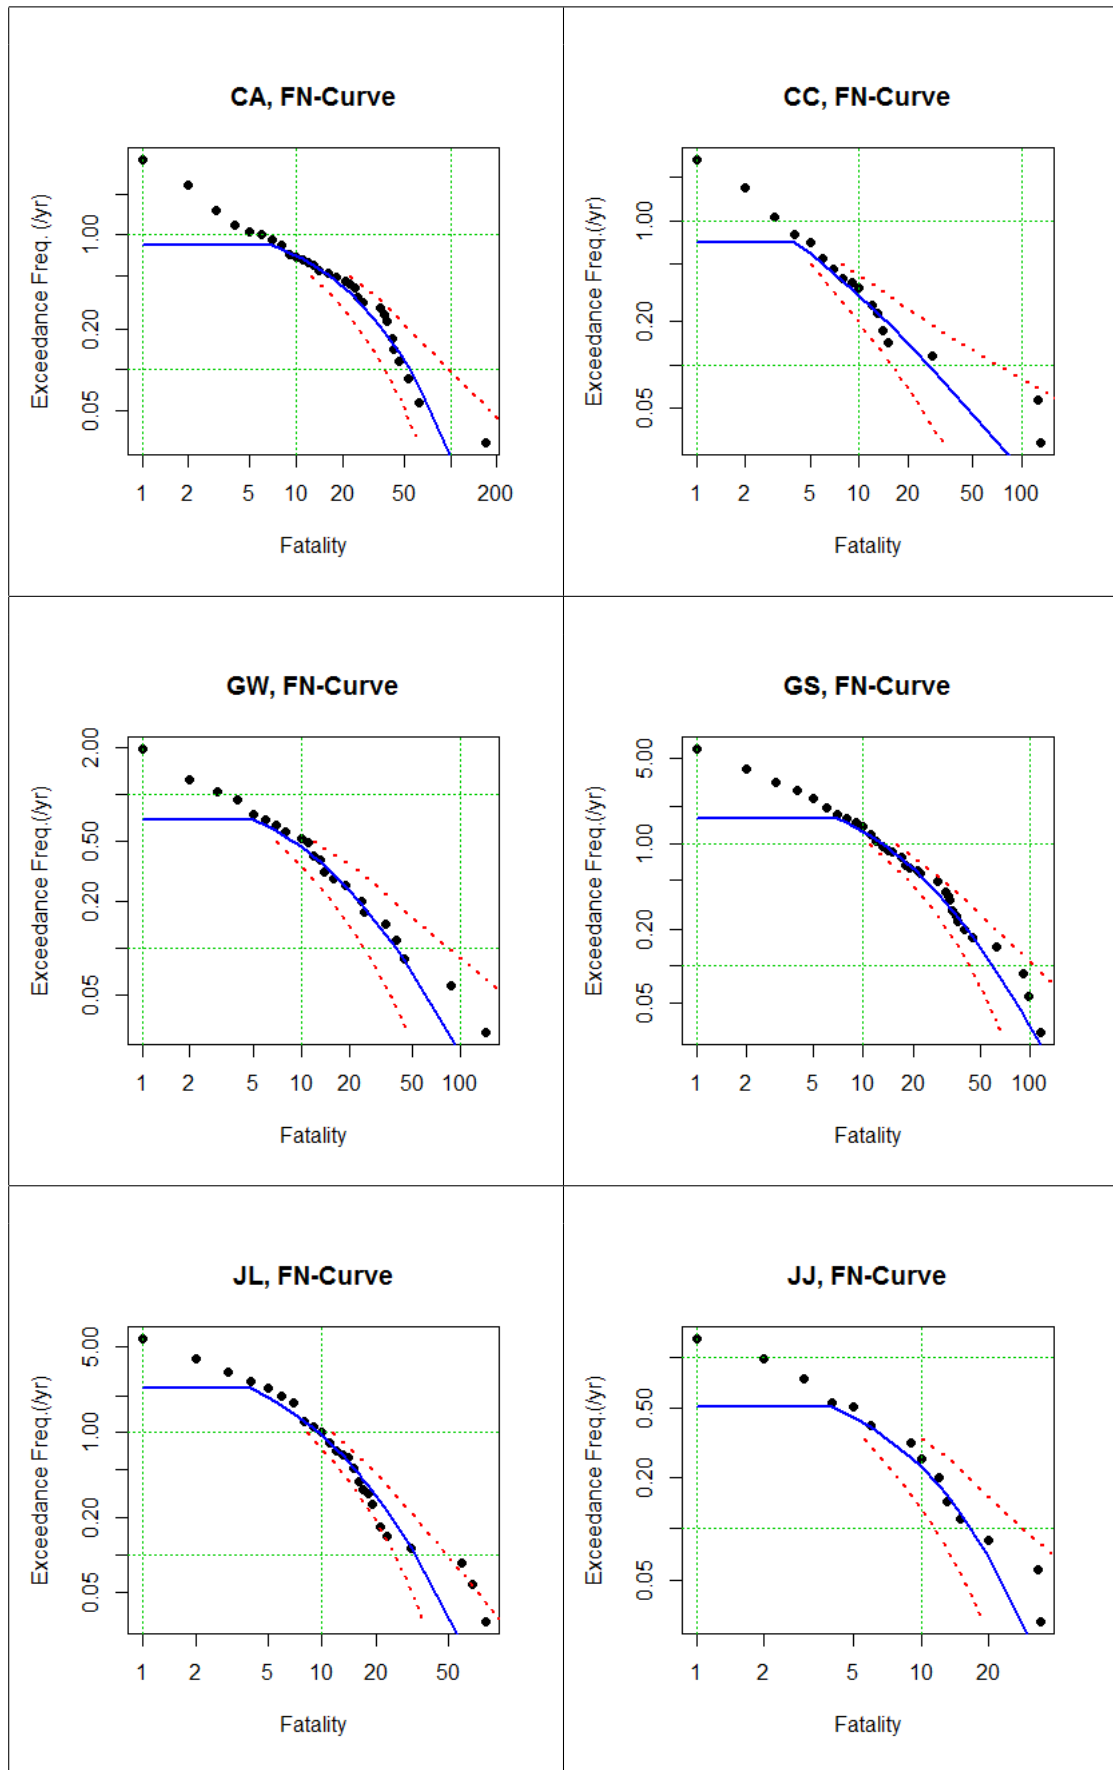 CA, FN-Curve
Exceedance Freq.(/yr)
1.00
0.20
0.05
1 2 5 10 20 50 200
Fatality
CC, FN-Curve
Exceedance Freq.(/yr)
1.00
0.20
0.05
1 2 5 10 20 50 100
Fatality
GW, FN-Curve
Exceedance Freq.(/yr)
2.00
0.50
0.20
0.05
1 2 5 10 20 50 100
Fatality
GS, FN-Curve
Exceedance Freq.(/yr)
5.00
1.00
0.20
0.05
1 2 5 10 20 50 100
Fatality
JL, FN-Curve
Exceedance Freq.(/yr)
5.00
1.00
0.20
0.05
1 2 5 10 20 50
Fatality
JJ, FN-Curve
Exceedance Freq.(/yr)
0.50
0.20
0.05
1 2 5 10 20
Fatality